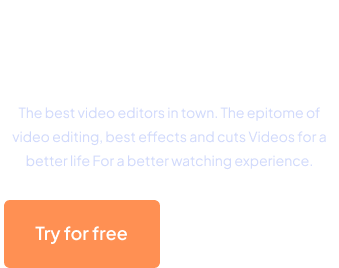 The best video editors in town. The epitome of
video editing, best effects and cuts Videos for a
better life For a better watching experience.
Try for free